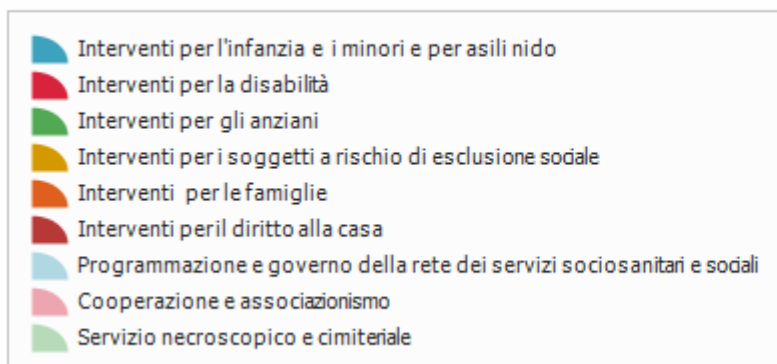 Interventi per l'infanzia e i minori e per asili nido
Interventi per la disabilità
Interventi per gli anziani
Interventi per i soggetti a rischio di esclusione sociale
Interventi per le famiglie
Interventi per il diritto alla casa
Programmazione e governo della rete dei servizi sociosanitari e sociali
Cooperazione e associazionismo
Servizio necroscopico e cimiteriale